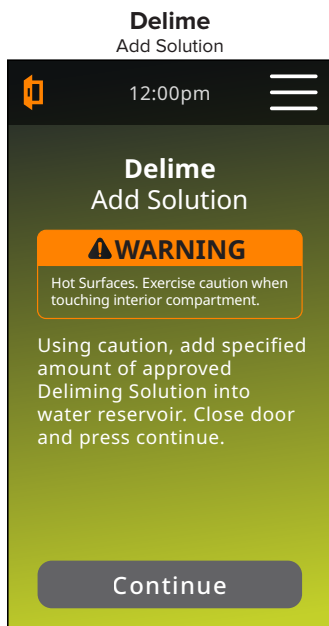 Delime
Add Solution
12:00pm
Delime
Add Solution
WARNING
Hot Surfaces. Exercise caution when
touching interior compartment.
Using caution, add specified
amount of approved
Deliming Solution into
water reservoir. Close door
and press continue.
Continue